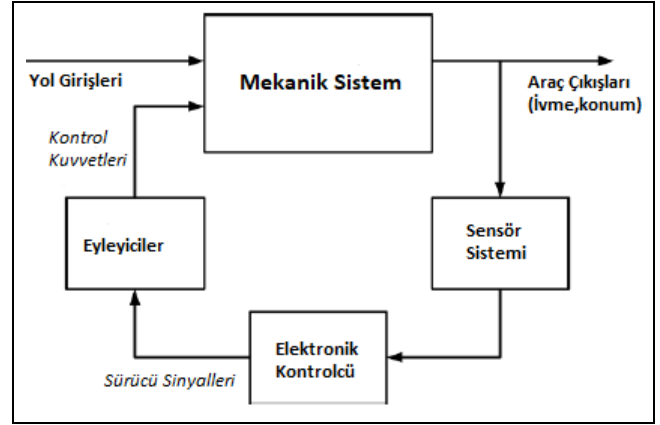 Yol Girişleri
Mekanik Sistem
Araç Çıkışları
(İvme,konum)
Kontrol
Kuvvetleri
Eyleyiciler
Sensör
Sistemi
Elektronik
Kontrolcü
Sürücü Sinyalleri